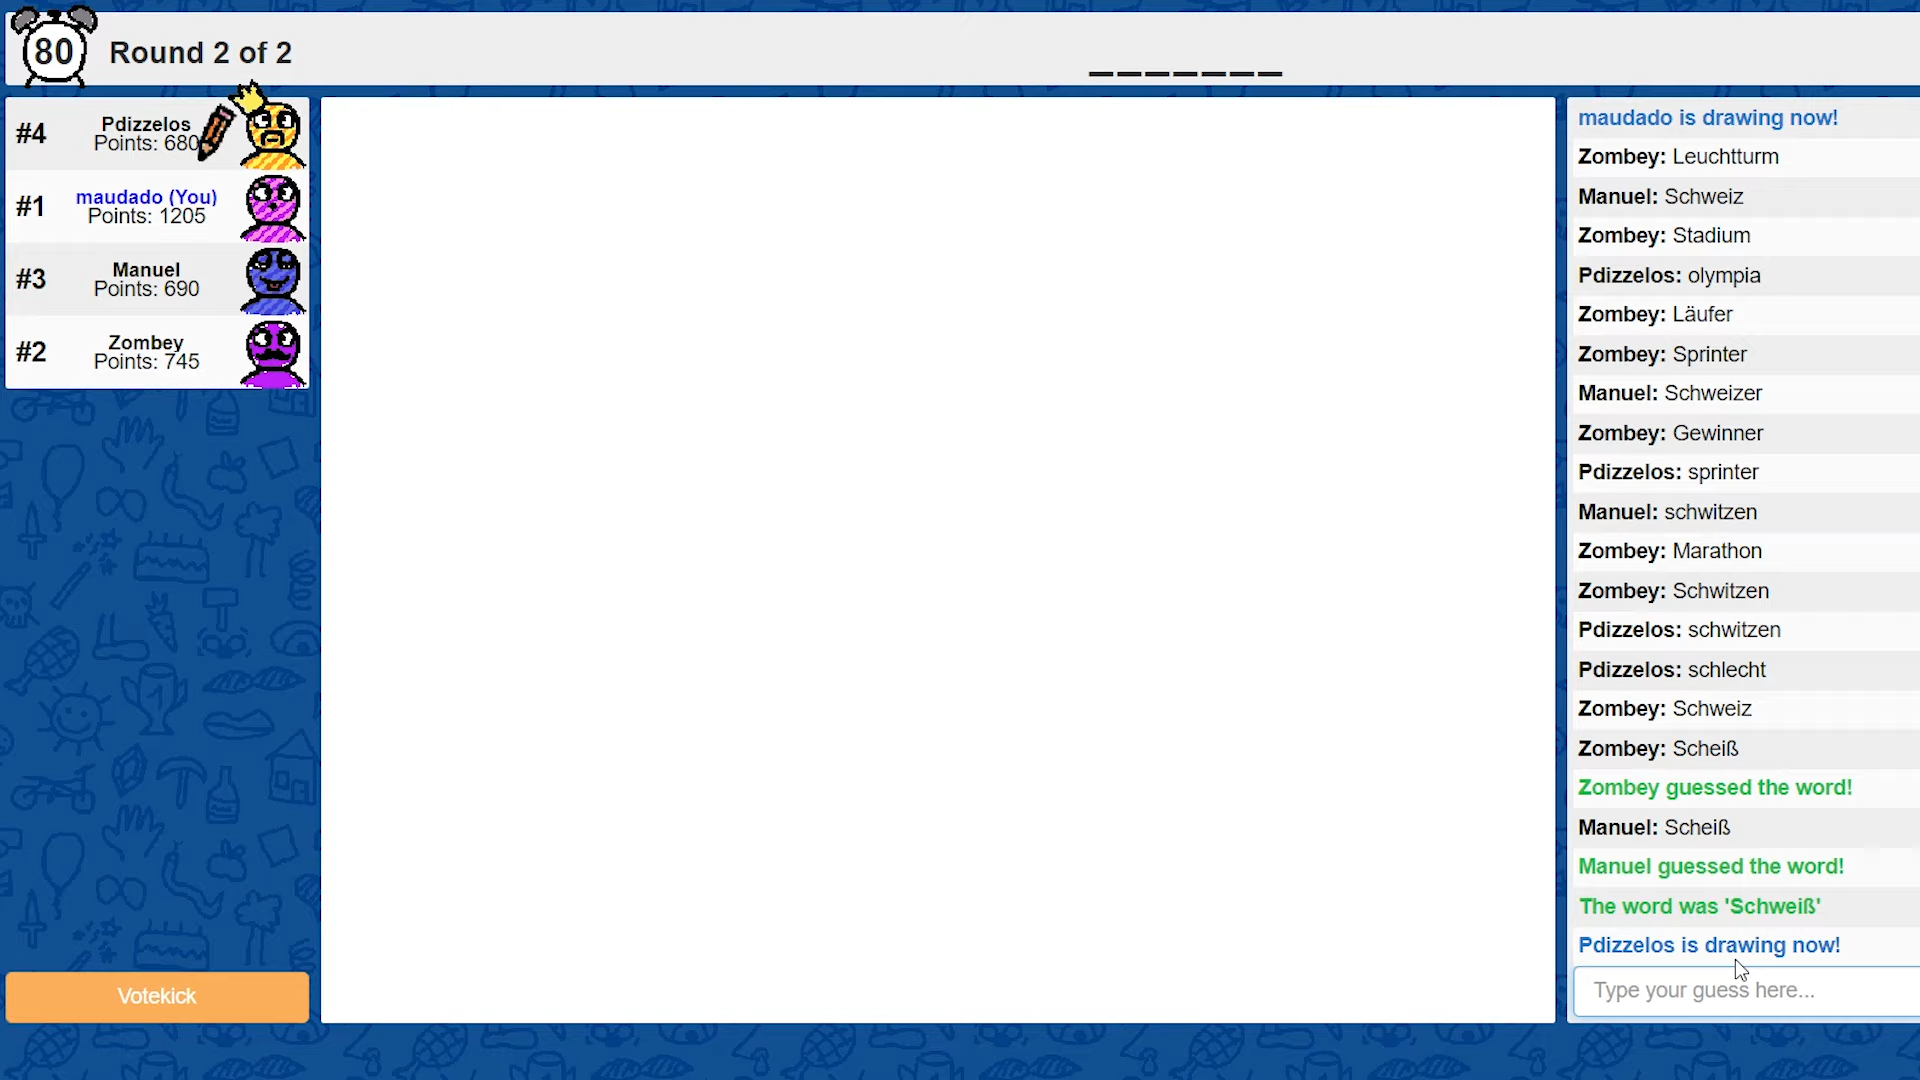 80
Round 2 of 2
_______
#4
Pdizzelos
Points: 680
#1
maudado (You)
Points: 1205
#3
Manuel
Points: 690
#2
Zombey
Points: 745
Votekick
maudado is drawing now!
Zombey: Leuchtturm
Manuel: Schweiz
Zombey: Stadium
Pdizzelos: olympia
Zombey: Läufer
Zombey: Sprinter
Manuel: Schweizer
Zombey: Gewinner
Pdizzelos: sprinter
Manuel: schwitzen
Zombey: Marathon
Zombey: Schwitzen
Pdizzelos: schwitzen
Pdizzelos: schlecht
Zombey: Schweiz
Zombey: Scheiß
Zombey guessed the word!
Manuel: Scheiß
Manuel guessed the word!
The word was 'Schweiß'
Pdizzelos is drawing now!
Type your guess here...